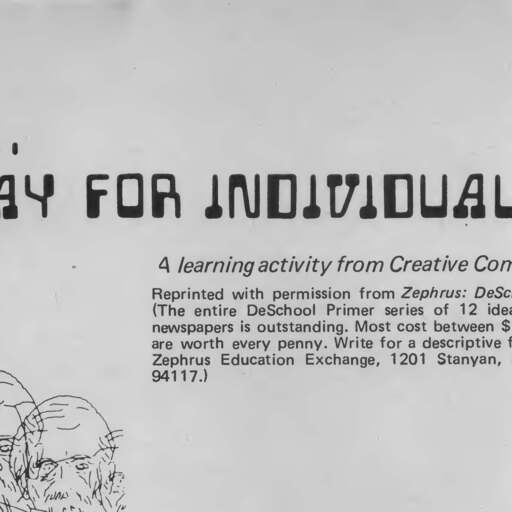 AY FOR INDIVIDUAL
A learning activity from Creative Com
Reprinted with permission from Zephrus: DeSc
(The entire DeSchool Primer series of 12 idea
newspapers is outstanding. Most cost between $
are worth every penny. Write for a descriptive f
Zephrus Education Exchange, 1201 Stanyan,
94117.)